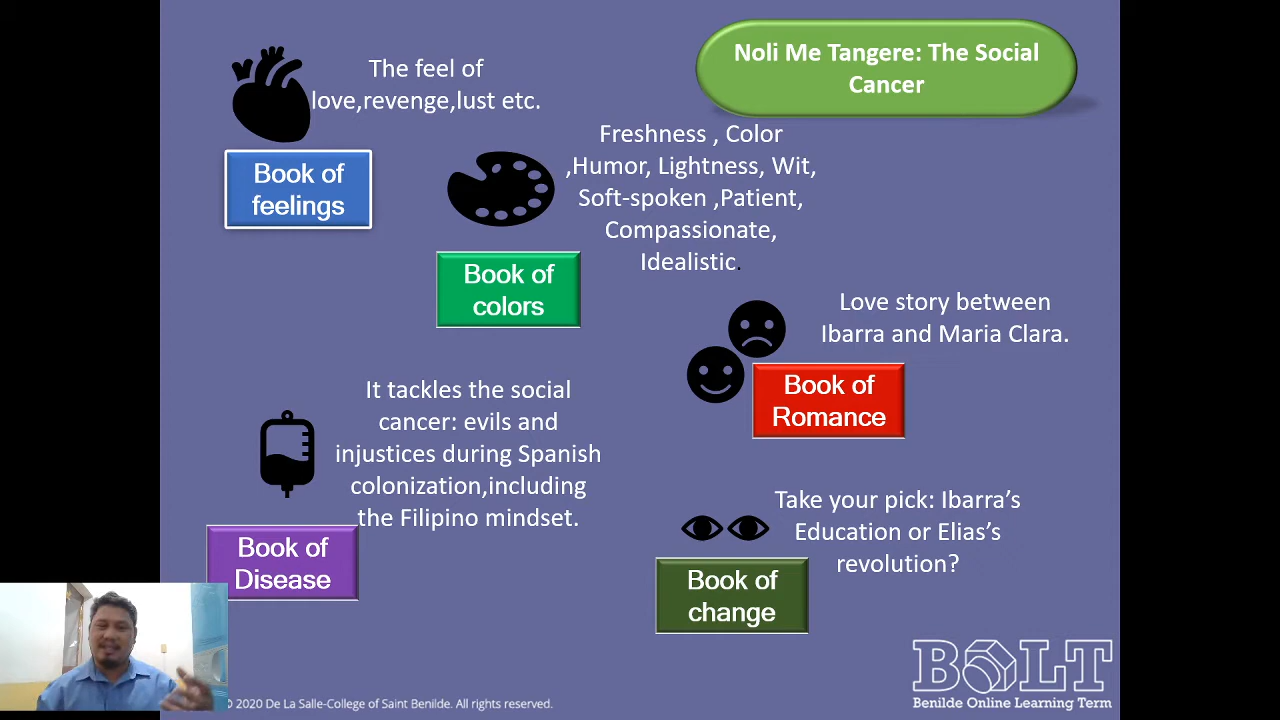 Noli Me Tangere: The Social
Cancer
The feel of
love,revenge,lust etc.
Book of
feelings
Freshness , Color
,Humor, Lightness, Wit,
Soft-spoken ,Patient,
Compassionate,
Idealistic.
Book of
colors
Love story between
Ibarra and Maria Clara.
Book of
Romance
It tackles the social
cancer: evils and
injustices during Spanish
colonization,including
the Filipino mindset.
Book of
Disease
Take your pick: Ibarra’s
Education or Elias’s
revolution?
Book of
change
© 2020 De La Salle-College of Saint Benilde. All rights reserved.
BOLT
Benilde Online Learning Term